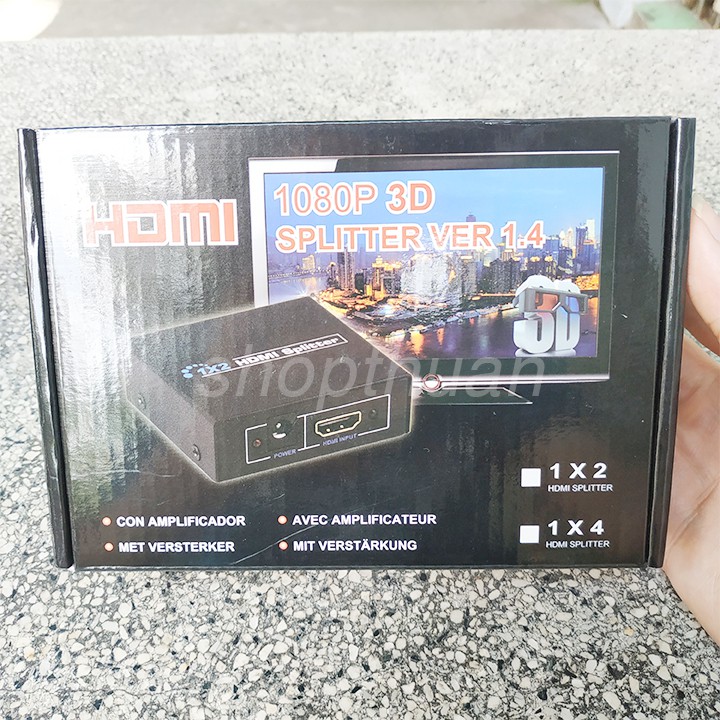 HDMI
1080P 3D
SPLITTER VER 1.4
3D
1X2 HDMI Splitter
shopthuan
POWER
HDMI INPUT
1 X 2
HDMI SPLITTER
CON AMPLIFICADOR
AVEC AMPLIFICATEUR
1 X 4
HDMI SPLITTER
MET VERSTERKER
MIT VERSTÄRKUNG